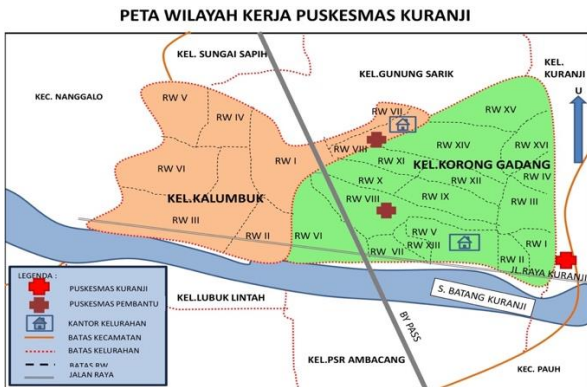 PETA WILAYAH KERJA PUSKESMAS KURANJI
KEL. SUNGAI SAPIH
KEL.
KURANJI
KEL.GUNUNG SARIK
KEC. NANGGALO
U
RW V
RW IV
RW VII
RW XV
RW VI
RW I
RW VIII
RW XIV
RW XVI
RW XI
KEL.KORONG GADANG
RW X
RW XII
RW IV
KEL.KALUMBUK
RW VIII
RW IX
RW III
RW III
RW II
RW VI
RW V
RW VII
RW XIII
RW I
RW II
JL RAYA KURANJI
S. BATANG KURANJI
BY PASS
KEL.LUBUK LINTAH
KEL.PSR AMBACANG
KEC. PAUH
LEGENDA :
PUSKESMAS KURANJI
PUSKESMAS PEMBANTU
KANTOR KELURAHAN
BATAS KECAMATAN
BATAS KELURAHAN
BATAS RW
JALAN RAYA